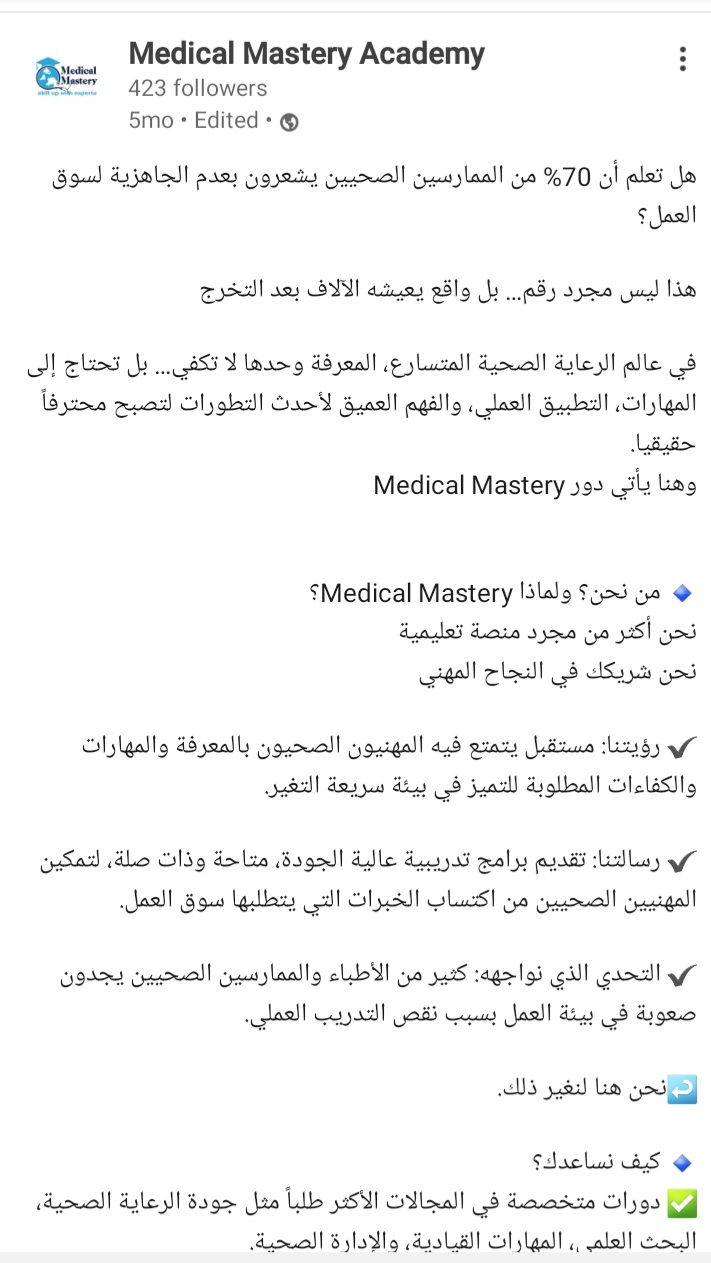 Medical Mastery Academy
423 followers
5mo • Edited •
Medical
Mastery
skill up with experts
هل تعلم أن 70% من الممارسين الصحيين يشعرون بعدم الجاهزية لسوق
العمل؟
هذا ليس مجرد رقم... بل واقع يعيشه الآلاف بعد التخرج
في عالم الرعاية الصحية المتسارع، المعرفة وحدها لا تكفي... بل تحتاج إلى
المهارات، التطبيق العملي، والفهم العميق لأحدث التطورات لتصبح محترفاً
حقيقيا.
وهنا يأتي دور Medical Mastery
🔹 من نحن؟ ولماذا Medical Mastery؟
نحن أكثر من مجرد منصة تعليمية
نحن شريكك في النجاح المهني
✔ رؤيتنا: مستقبل يتمتع فيه المهنيون الصحيون بالمعرفة والمهارات
والكفاءات المطلوبة للتميز في بيئة سريعة التغير.
✔ رسالتنا: تقديم برامج تدريبية عالية الجودة، متاحة وذات صلة، لتمكين
المهنيين الصحيين من اكتساب الخبرات التي يتطلبها سوق العمل.
✔ التحدي الذي نواجهه: كثير من الأطباء والممارسين الصحيين يجدون
صعوبة في بيئة العمل بسبب نقص التدريب العملي.
↩️نحن هنا لنغير ذلك.
🔹 كيف نساعدك؟
✅ دورات متخصصة في المجالات الأكثر طلباً مثل جودة الرعاية الصحية،
البحث العلمي، المهارات القيادية، والإدارة الصحية.